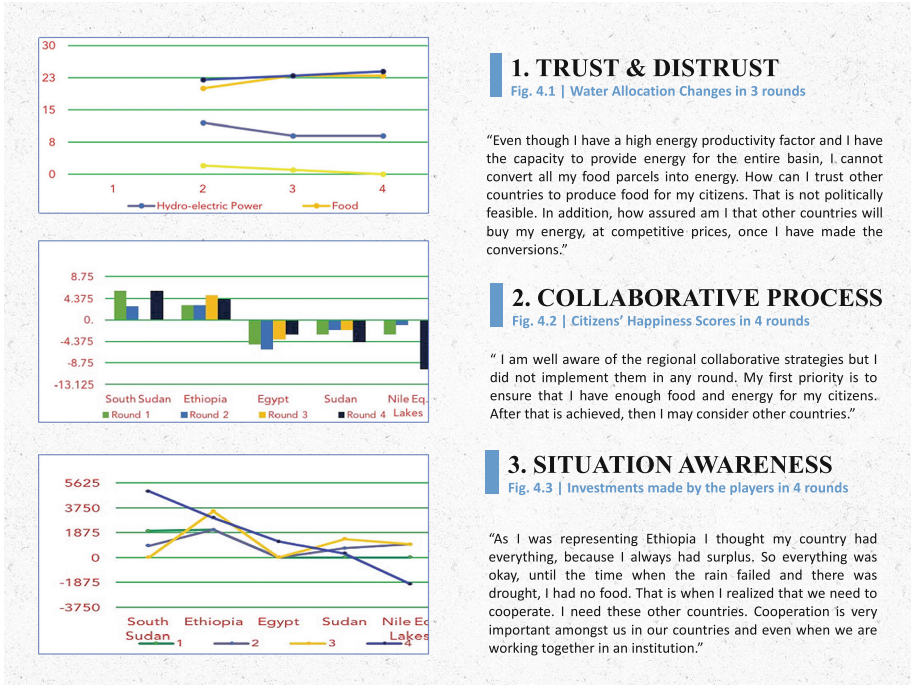 30
23
15
8
0
1 2 3 4
Hydro-electric Power Food
1. TRUST & DISTRUST
Fig. 4.1 | Water Allocation Changes in 3 rounds
“Even though I have a high energy productivity factor and I have
the capacity to provide energy for the entire basin, I cannot
convert all my food parcels into energy. How can I trust other
countries to produce food for my citizens. That is not politically
feasible. In addition, how assured am I that other countries will
buy my energy, at competitive prices, once I have made the
conversions.”
8.75
4.375
0.
-4.375
-8.75
-13.125
South Sudan Ethiopia Egypt Sudan Nile Eq.
Lakes
Round 1 Round 2 Round 3 Round 4
2. COLLABORATIVE PROCESS
Fig. 4.2 | Citizens’ Happiness Scores in 4 rounds
“ I am well aware of the regional collaborative strategies but I
did not implement them in any round. My first priority is to
ensure that I have enough food and energy for my citizens.
After that is achieved, then I may consider other countries.”
5625
3750
1875
0
-1875
-3750
South Ethiopia Egypt Sudan Nile Ec
Sudan Lakes
1 2 3 4
3. SITUATION AWARENESS
Fig. 4.3 | Investments made by the players in 4 rounds
“As I was representing Ethiopia I thought my country had
everything, because I always had surplus. So everything was
okay, until the time when the rain failed and there was
drought, I had no food. That is when I realized that we need to
cooperate. I need these other countries. Cooperation is very
important amongst us in our countries and even when we are
working together in an institution.”